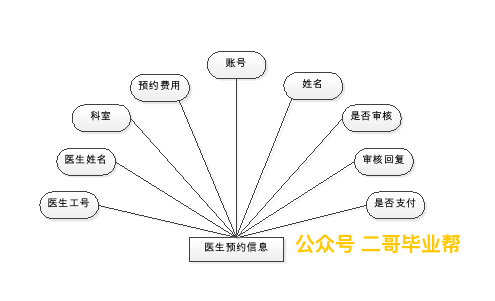 账号
预约费用
姓名
科室
是否审核
医生姓名
审核回复
医生工号
是否支付
医生预约信息
公众号 二哥毕业帮